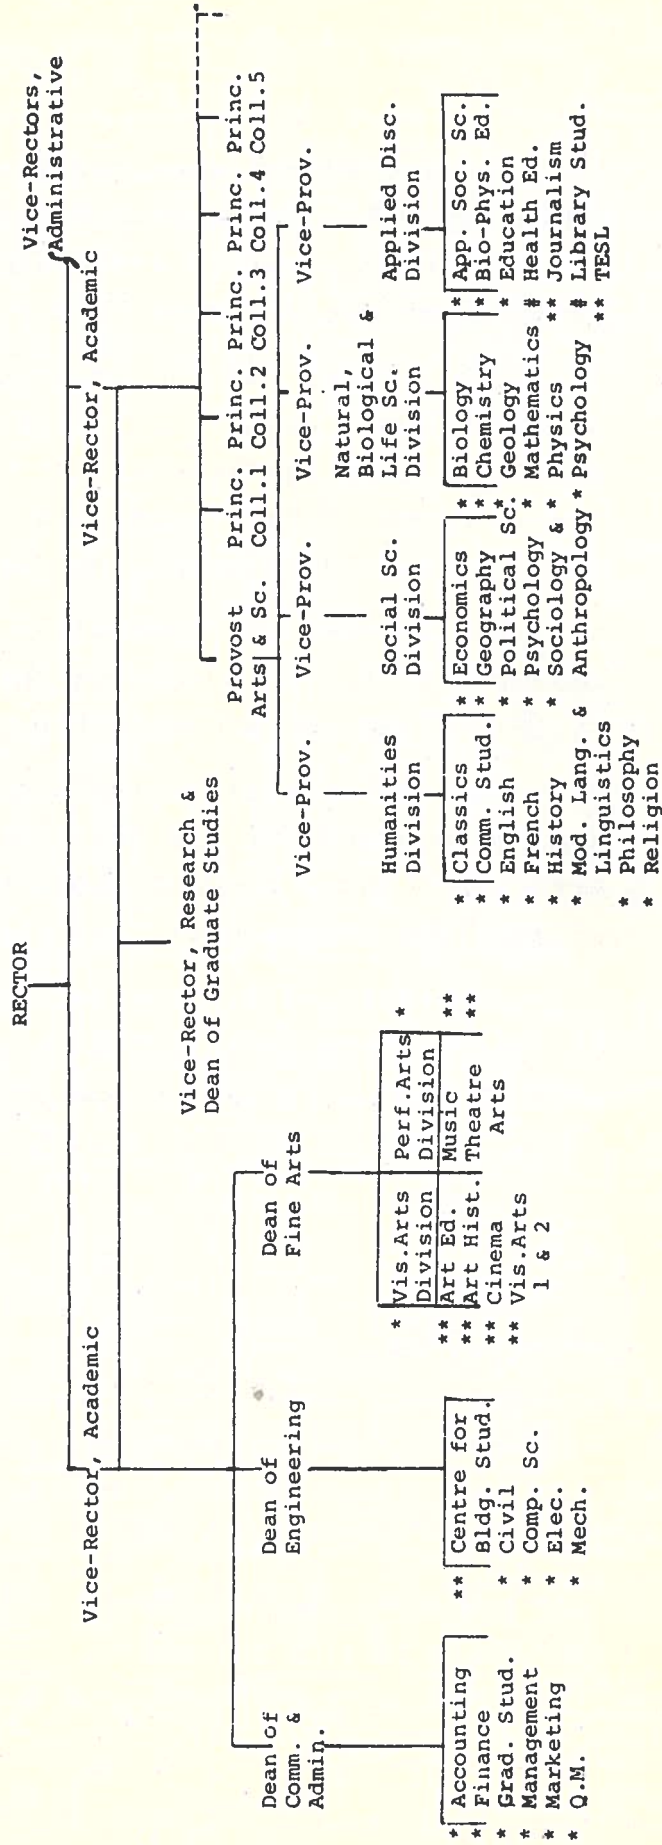 RECTOR
Vice-Rectors,
Administrative
Vice-Rector, Academic
Vice-Rector, Academic
Vice-Rector, Research &
Dean of Graduate Studies
Dean of
Comm. &
Admin.
Dean of
Engineering
Dean of
Fine Arts
Provost
Arts & Sc.
Princ.
Coll.1
Princ.
Coll.2
Princ.
Coll.3
Princ.
Coll.4
Princ.
Coll.5
Vice-Prov.
Vice-Prov.
Vice-Prov.
Vice-Prov.
* Accounting
* Finance
* Grad. Stud.
* Management
* Marketing
* Q.M.
** Centre for
Bldg. Stud.
* Civil
* Comp. Sc.
* Elec.
* Mech.
* Vis.Arts
Division
** Art Ed.
** Art Hist.
** Cinema
** Vis.Arts
1 & 2
Perf.Arts *
Division
Music **
Theatre **
Arts
Humanities
Division
* Classics
* Comm. Stud.
* English
* French
* History
* Mod. Lang. &
Linguistics
* Philosophy
* Religion
Social Sc.
Division
* Economics
* Geography
* Political Sc.
* Psychology
* Sociology &
Anthropology
Natural,
Biological &
Life Sc.
Division
* Biology
* Chemistry
* Geology
* Mathematics
* Physics
* Psychology
Applied Disc.
Division
* App. Soc. Sc.
* Bio-Phys. Ed.
* Education
# Health Ed.
** Journalism
# Library Stud.
** TESL